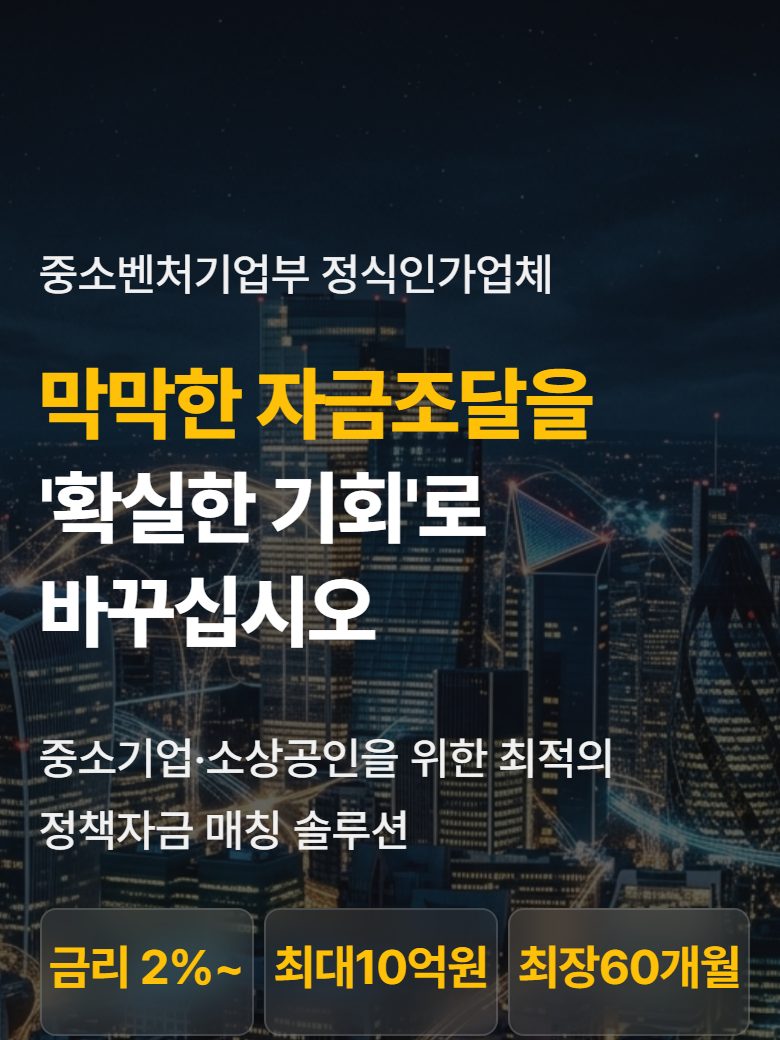 중소벤처기업부 정식인가업체
막막한 자금조달을
'확실한 기회'로
바꾸십시오
중소기업·소상공인을 위한 최적의
정책자금 매칭 솔루션
금리 2%~
최대10억원
최장60개월